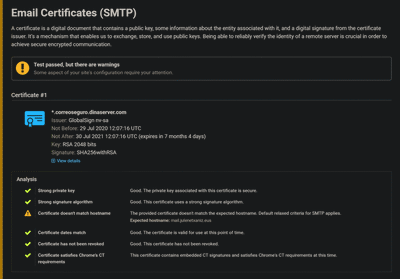 Email Certificates (SMTP)
A certificate is a digital document that contains a public key, some information about the entity associated with it, and a digital signature from the certificate
issuer. It's a mechanism that enables us to exchange, store, and use public keys. Being able to reliably verify the identity of a remote server is crucial in order to
achieve secure encrypted communication.
Test passed, but there are warnings
Some aspect of your site's configuration require your attention.
Certificate #1
*.correoseguro.dinaserver.com
Issuer: GlobalSign nv-sa
Not Before: 29 Jul 2020 12:07:16 UTC
Not After: 30 Jul 2021 12:07:16 UTC (expires in 7 months 4 days)
Key: RSA 2048 bits
Signature: SHA256withRSA
View details
Analysis
Strong private key Good. The private key associated with this certificate is secure.
Strong signature algorithm Good. This certificate uses a strong signature algorithm.
Certificate doesn't match hostname The provided certificate doesn't match the expected hostname. Default relaxed criteria for SMTP applies.
Expected hostname:
Certificate dates match Good. The certificate is valid for use at this point of time.
Certificate has not been revoked Good. This certificate has not been revoked.
Certificate satisfies Chrome's CT This certificate contains embedded CT signatures and satisfies Chrome's CT requirements at this time.
requirements